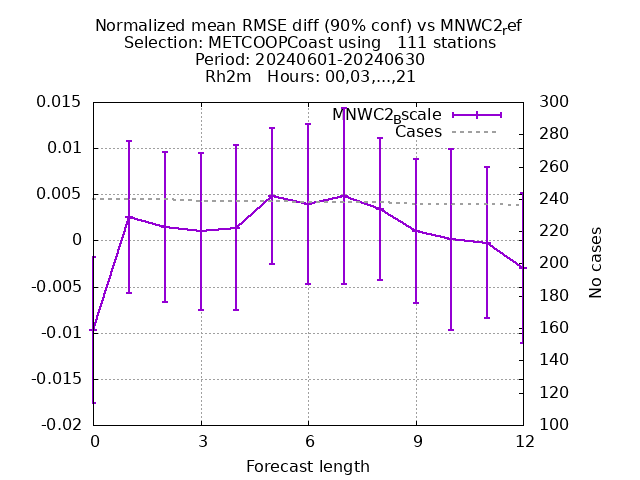 Normalized mean RMSE diff (90% conf) vs MNWC2ref
Selection: METCOOPCoast using   111 stations
Period: 20240601-20240630
Rh2m   Hours: 00,03,...,21
MNWC2Bscale
Cases
0.015
0.01
0.005
0
-0.005
-0.01
-0.015
-0.02
300
280
260
240
220
200
180
160
140
120
100
No cases
0 3 6 9 12
Forecast length